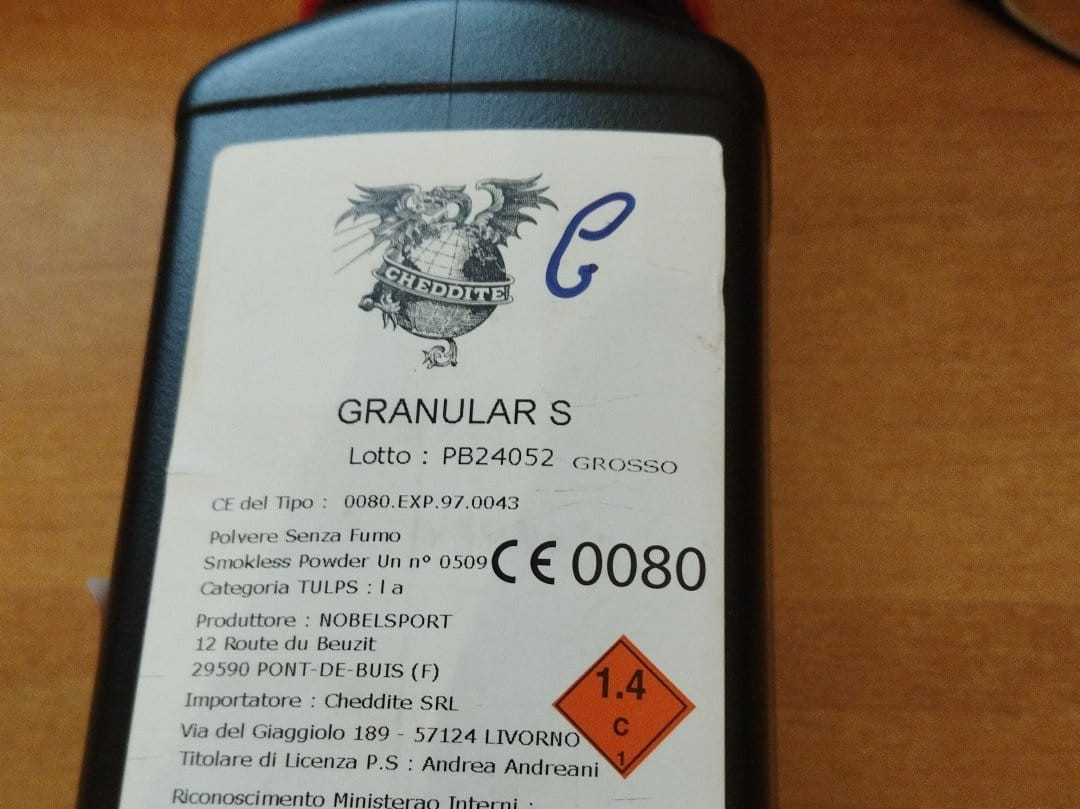 CHEDDITE
GRANULAR S
Lotto : PB24052 GROSSO
CE del Tipo : 0080.EXP.97.0043
Polvere Senza Fumo
Smokless Powder Un nº 0509
CE 0080
Categoria TULPS : I a
Produttore : NOBELSPORT
12 Route du Beuzit
29590 PONT-DE-BUIS (F)
Importatore : Cheddite SRL
Via del Giaggiolo 189 - 57124 LIVORNO
Titolare di Licenza P.S : Andrea Andreani
Riconoscimento Ministerao Interni :
1.4
C
1